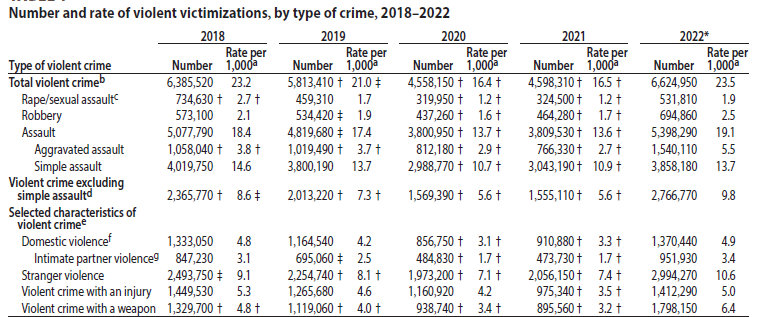 Number and rate of violent victimizations, by type of crime, 2018–2022
2018 2019 2020 2021 2022*
Rate per Rate per Rate per Rate per Rate per
Type of violent crime Number 1,000ᵃ Number 1,000ᵃ Number 1,000ᵃ Number 1,000ᵃ Number 1,000ᵃ
Total violent crimeᵇ 6,385,520 23.2 5,813,410 † 21.0 ‡ 4,558,150 † 16.4 † 4,598,310 † 16.5 † 6,624,950 23.5
Rape/sexual assaultᶜ 734,630 † 2.7 † 459,310 1.7 319,950 † 1.2 † 324,500 † 1.2 † 531,810 1.9
Robbery 573,100 2.1 534,420 ‡ 1.9 437,260 † 1.6 † 464,280 † 1.7 † 694,860 2.5
Assault 5,077,790 18.4 4,819,680 † 17.4 3,800,950 † 13.7 † 3,809,530 † 13.6 † 5,398,290 19.1
Aggravated assault 1,058,040 † 3.8 † 1,019,490 † 3.7 † 812,180 † 2.9 † 766,330 † 2.7 † 1,540,110 5.5
Simple assault 4,019,750 14.6 3,800,190 13.7 2,988,770 † 10.7 † 3,043,190 † 10.9 † 3,858,180 13.7
Violent crime excluding
simple assaultᵈ 2,365,770 † 8.6 ‡ 2,013,220 † 7.3 † 1,569,390 † 5.6 † 1,555,110 † 5.6 † 2,766,770 9.8
Selected characteristics of
violent crimeᵉ
Domestic violenceᶠ 1,333,050 4.8 1,164,540 4.2 856,750 † 3.1 † 910,880 † 3.3 † 1,370,440 4.9
Intimate partner violenceᵍ 847,230 3.1 695,060 ‡ 2.5 484,830 † 1.7 † 473,730 † 1.7 † 951,930 3.4
Stranger violence 2,493,750 ‡ 9.1 2,254,740 † 8.1 † 1,973,200 † 7.1 † 2,056,150 † 7.4 † 2,994,270 10.6
Violent crime with an injury 1,449,530 5.3 1,265,680 4.6 1,160,920 4.2 975,340 † 3.5 † 1,412,290 5.0
Violent crime with a weapon 1,329,700 † 4.8 † 1,119,060 † 4.0 † 938,740 † 3.4 † 895,560 † 3.2 † 1,798,150 6.4